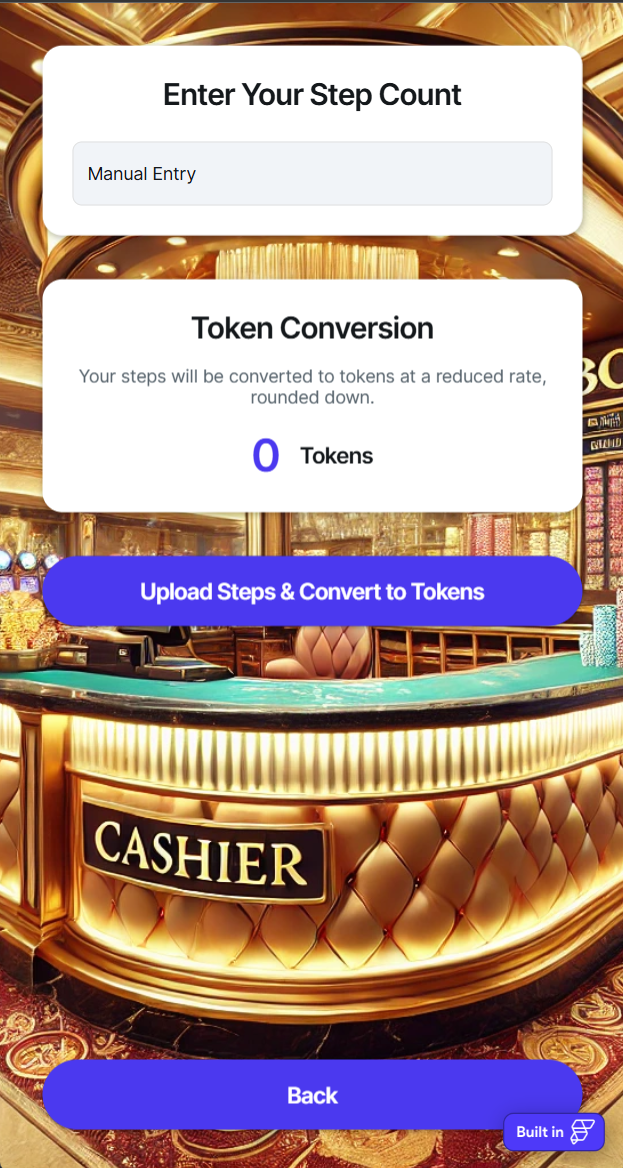 Enter Your Step Count
Manual Entry
Token Conversion
Your steps will be converted to tokens at a reduced rate,
rounded down.
0 Tokens
Upload Steps & Convert to Tokens
CASHIER
Back
Built in